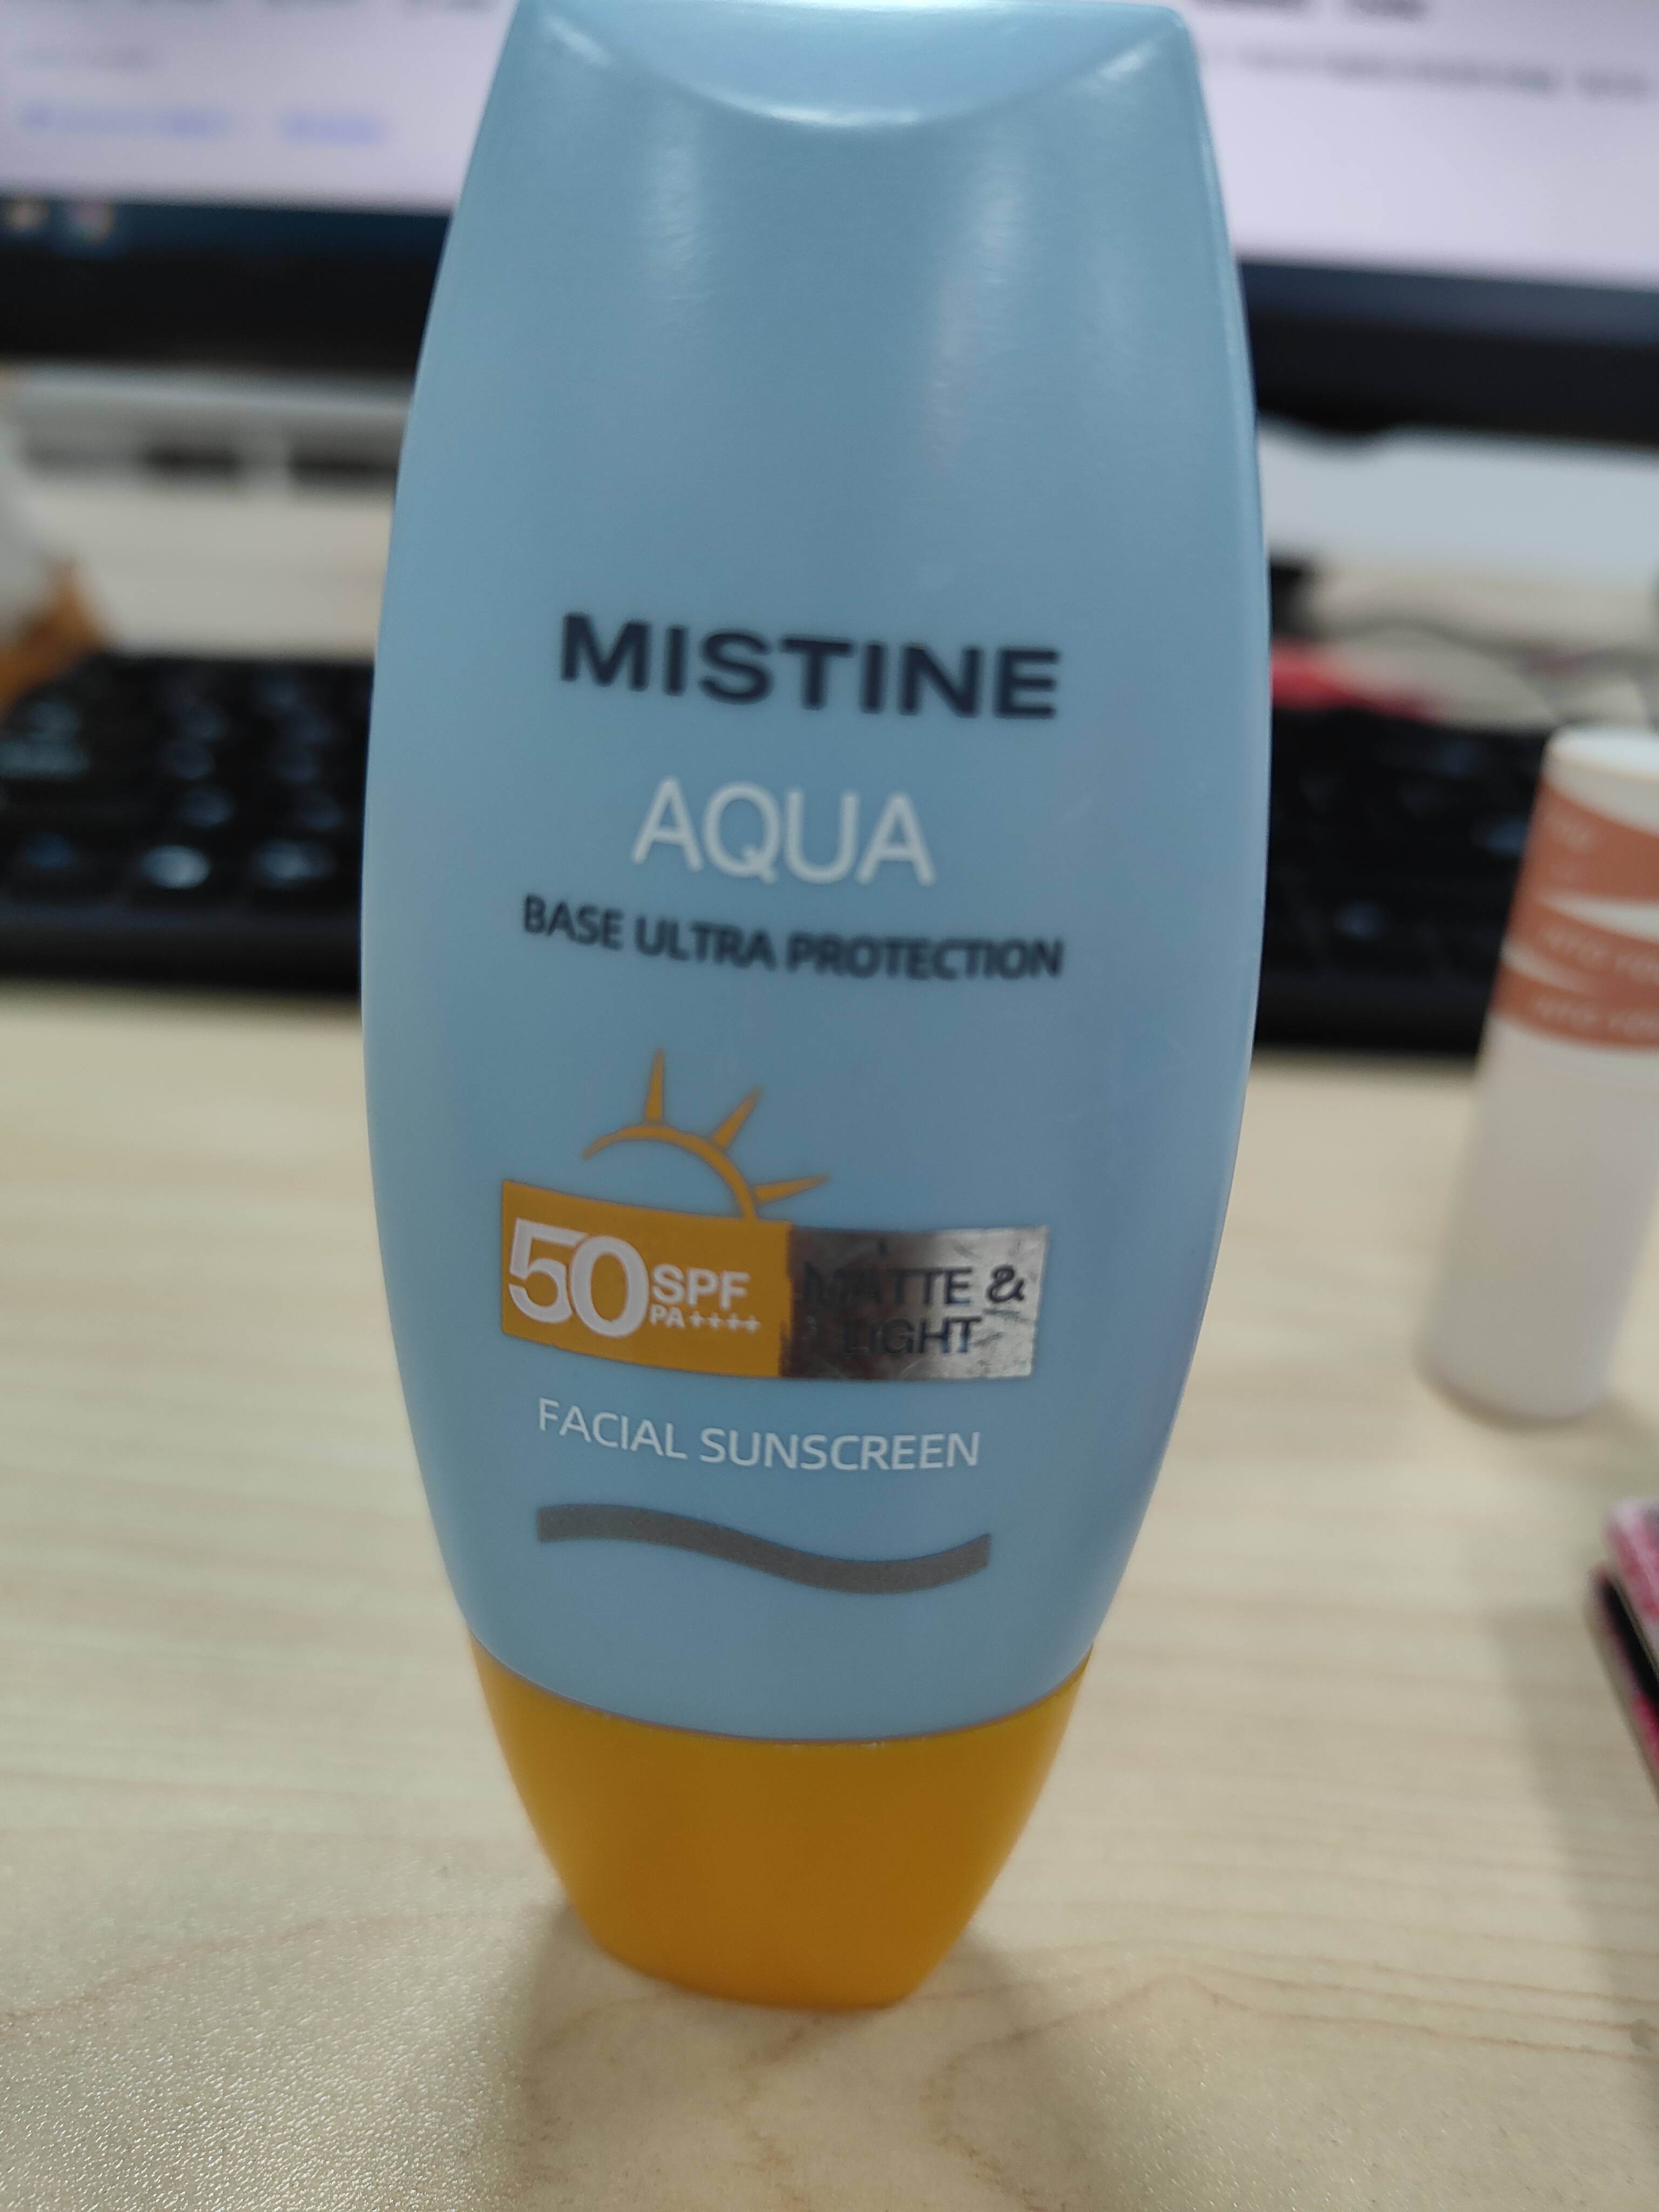 MISTINE
AQUA
BASE ULTRA PROTECTION
50 SPF
PA++++
MATTE &
LIGHT
FACIAL SUNSCREEN